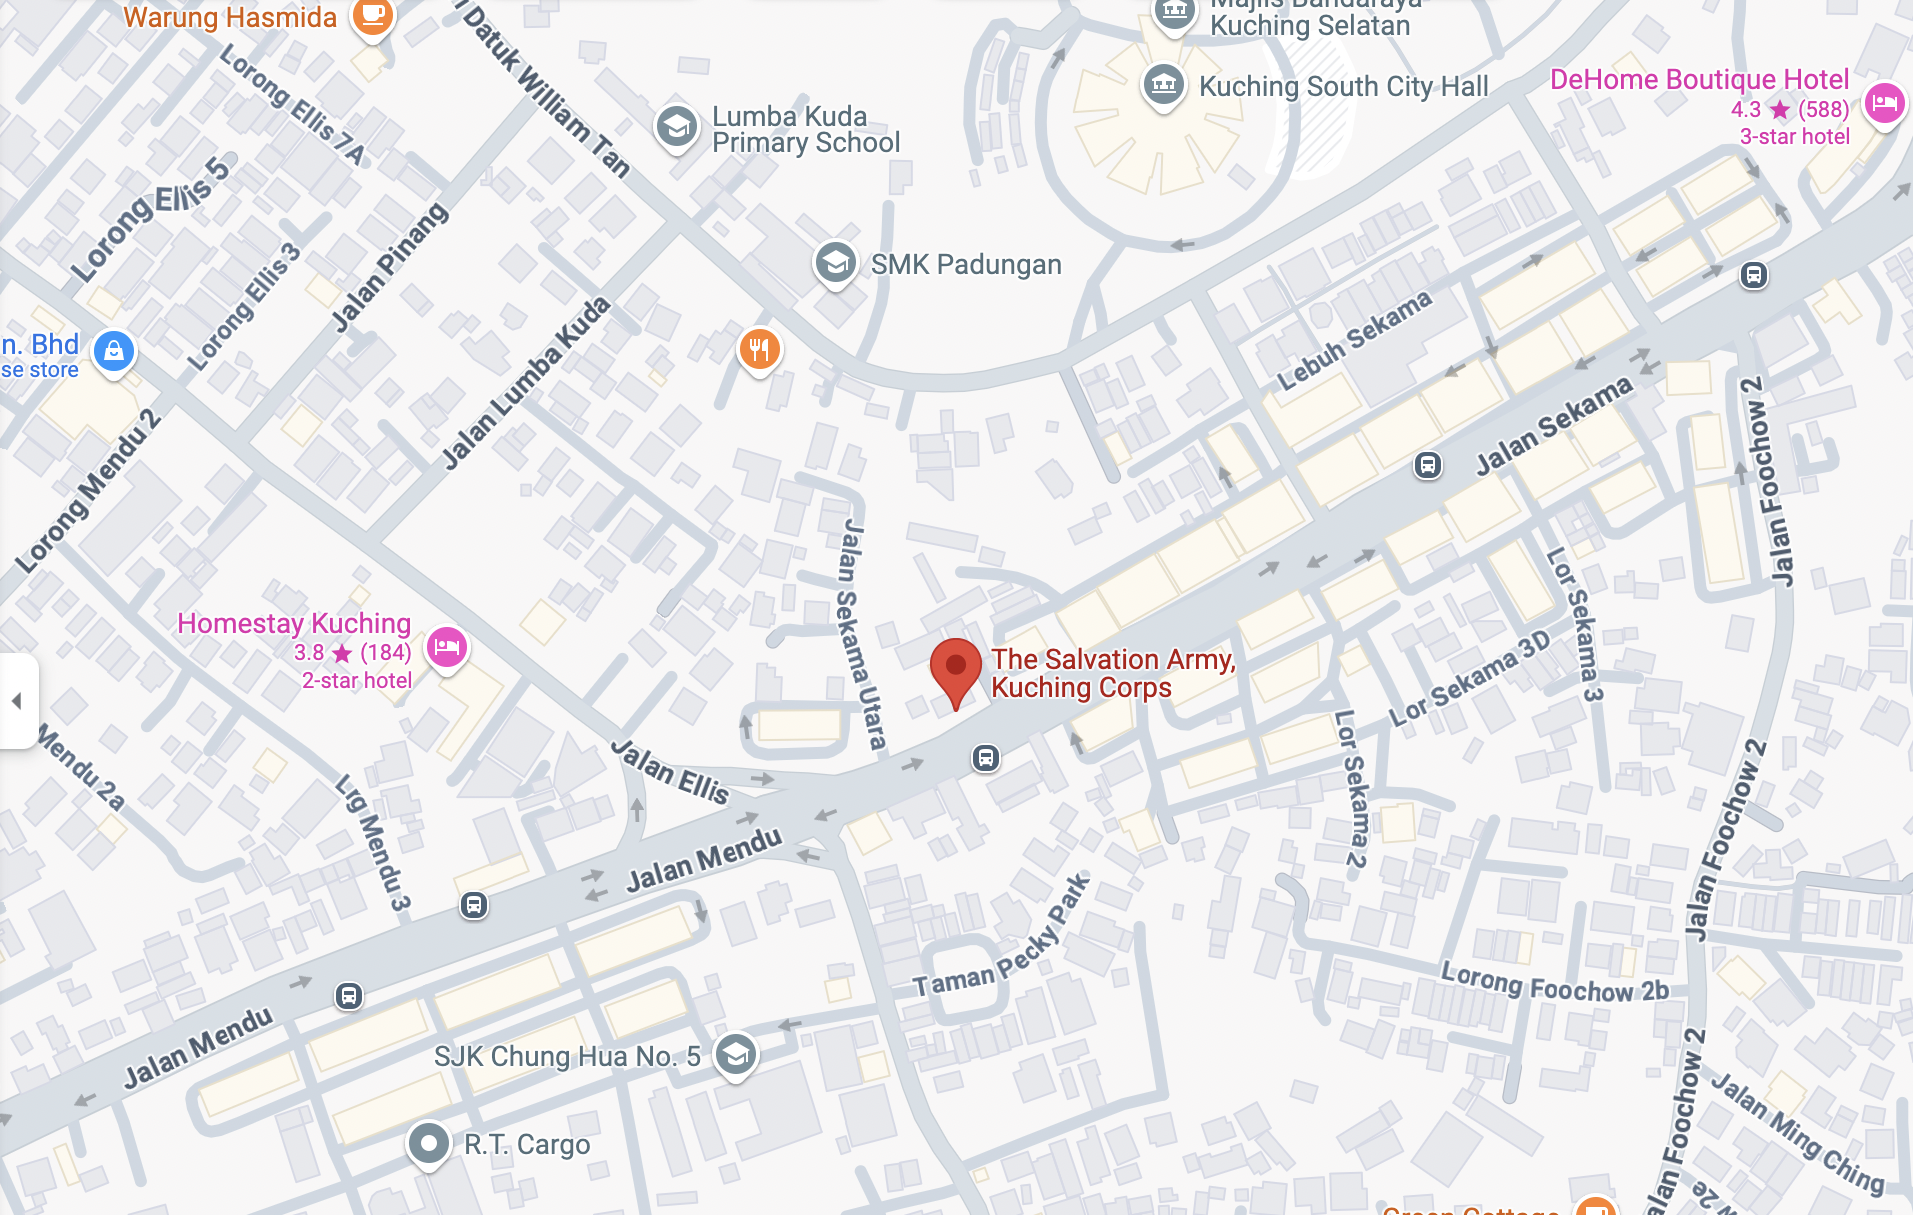 Warung Hasmida
Datuk William Tan
Majlis Bandaraya
Kuching Selatan
Kuching South City Hall
DeHome Boutique Hotel
4.3 ★ (588)
3-star hotel
Lorong Ellis 7A
Lumba Kuda
Primary School
Lorong Ellis 5
Jalan Pinang
Lorong Ellis 3
SMK Padungan
Lebuh Sekama
n. Bhd
se store
Jalan Lumba Kuda
Jalan Sekama
Jalan Foochow 2
Lorong Mendu 2
Jalan Sekama Utara
Lor Sekama 3
Homestay Kuching
3.8 ★ (184)
2-star hotel
The Salvation Army,
Kuching Corps
Lor Sekama 3D
Lor Sekama 2
Mendu 2a
Jalan Ellis
Lrg Mendu 3
Jalan Mendu
Jalan Foochow 2
Taman Pecky Park
Lorong Foochow 2b
Jalan Mendu
SJK Chung Hua No. 5
R.T. Cargo
Jalan Ming Ching
Jalan Foochow 2
w 2e
Green Cottage